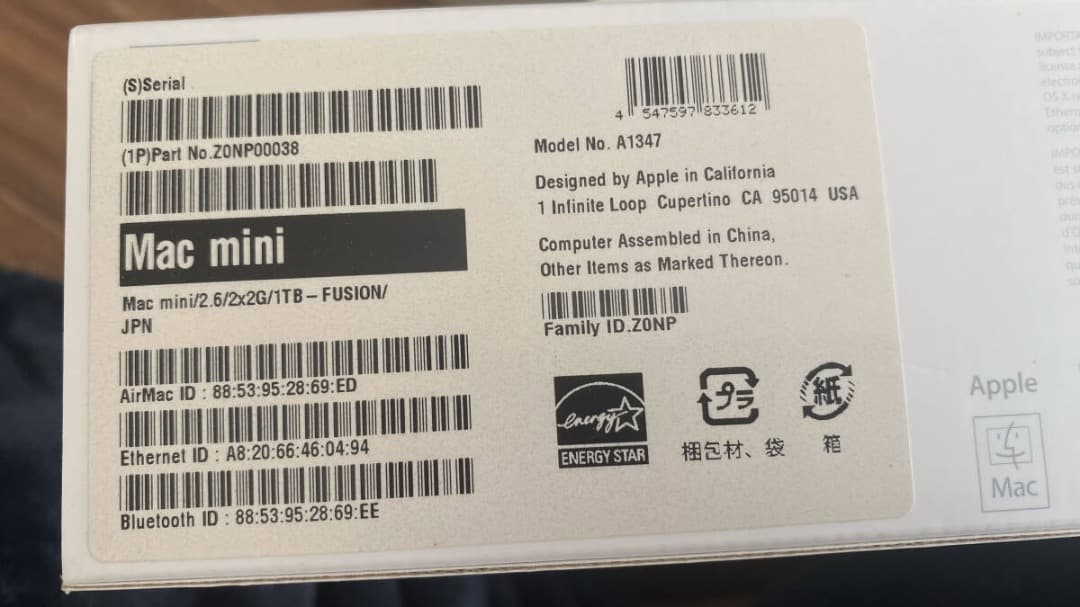 (S)Serial
(1P)Part No.Z0NP00038
Mac mini
Mac mini/2.6/2x2G/1TB – FUSION/
JPN
AirMac ID : 88:53:95:28:69:ED
Ethernet ID : A8:20:66:46:04:94
Bluetooth ID : 88:53:95:28:69:EE
4 547597 833612
Model No. A1347
Designed by Apple in California
1 Infinite Loop Cupertino CA 95014 USA
Computer Assembled in China,
Other Items as Marked Thereon.
Family ID.Z0NP
energy
ENERGY STAR
プラ
梱包材、袋
紙
箱
Apple
Mac